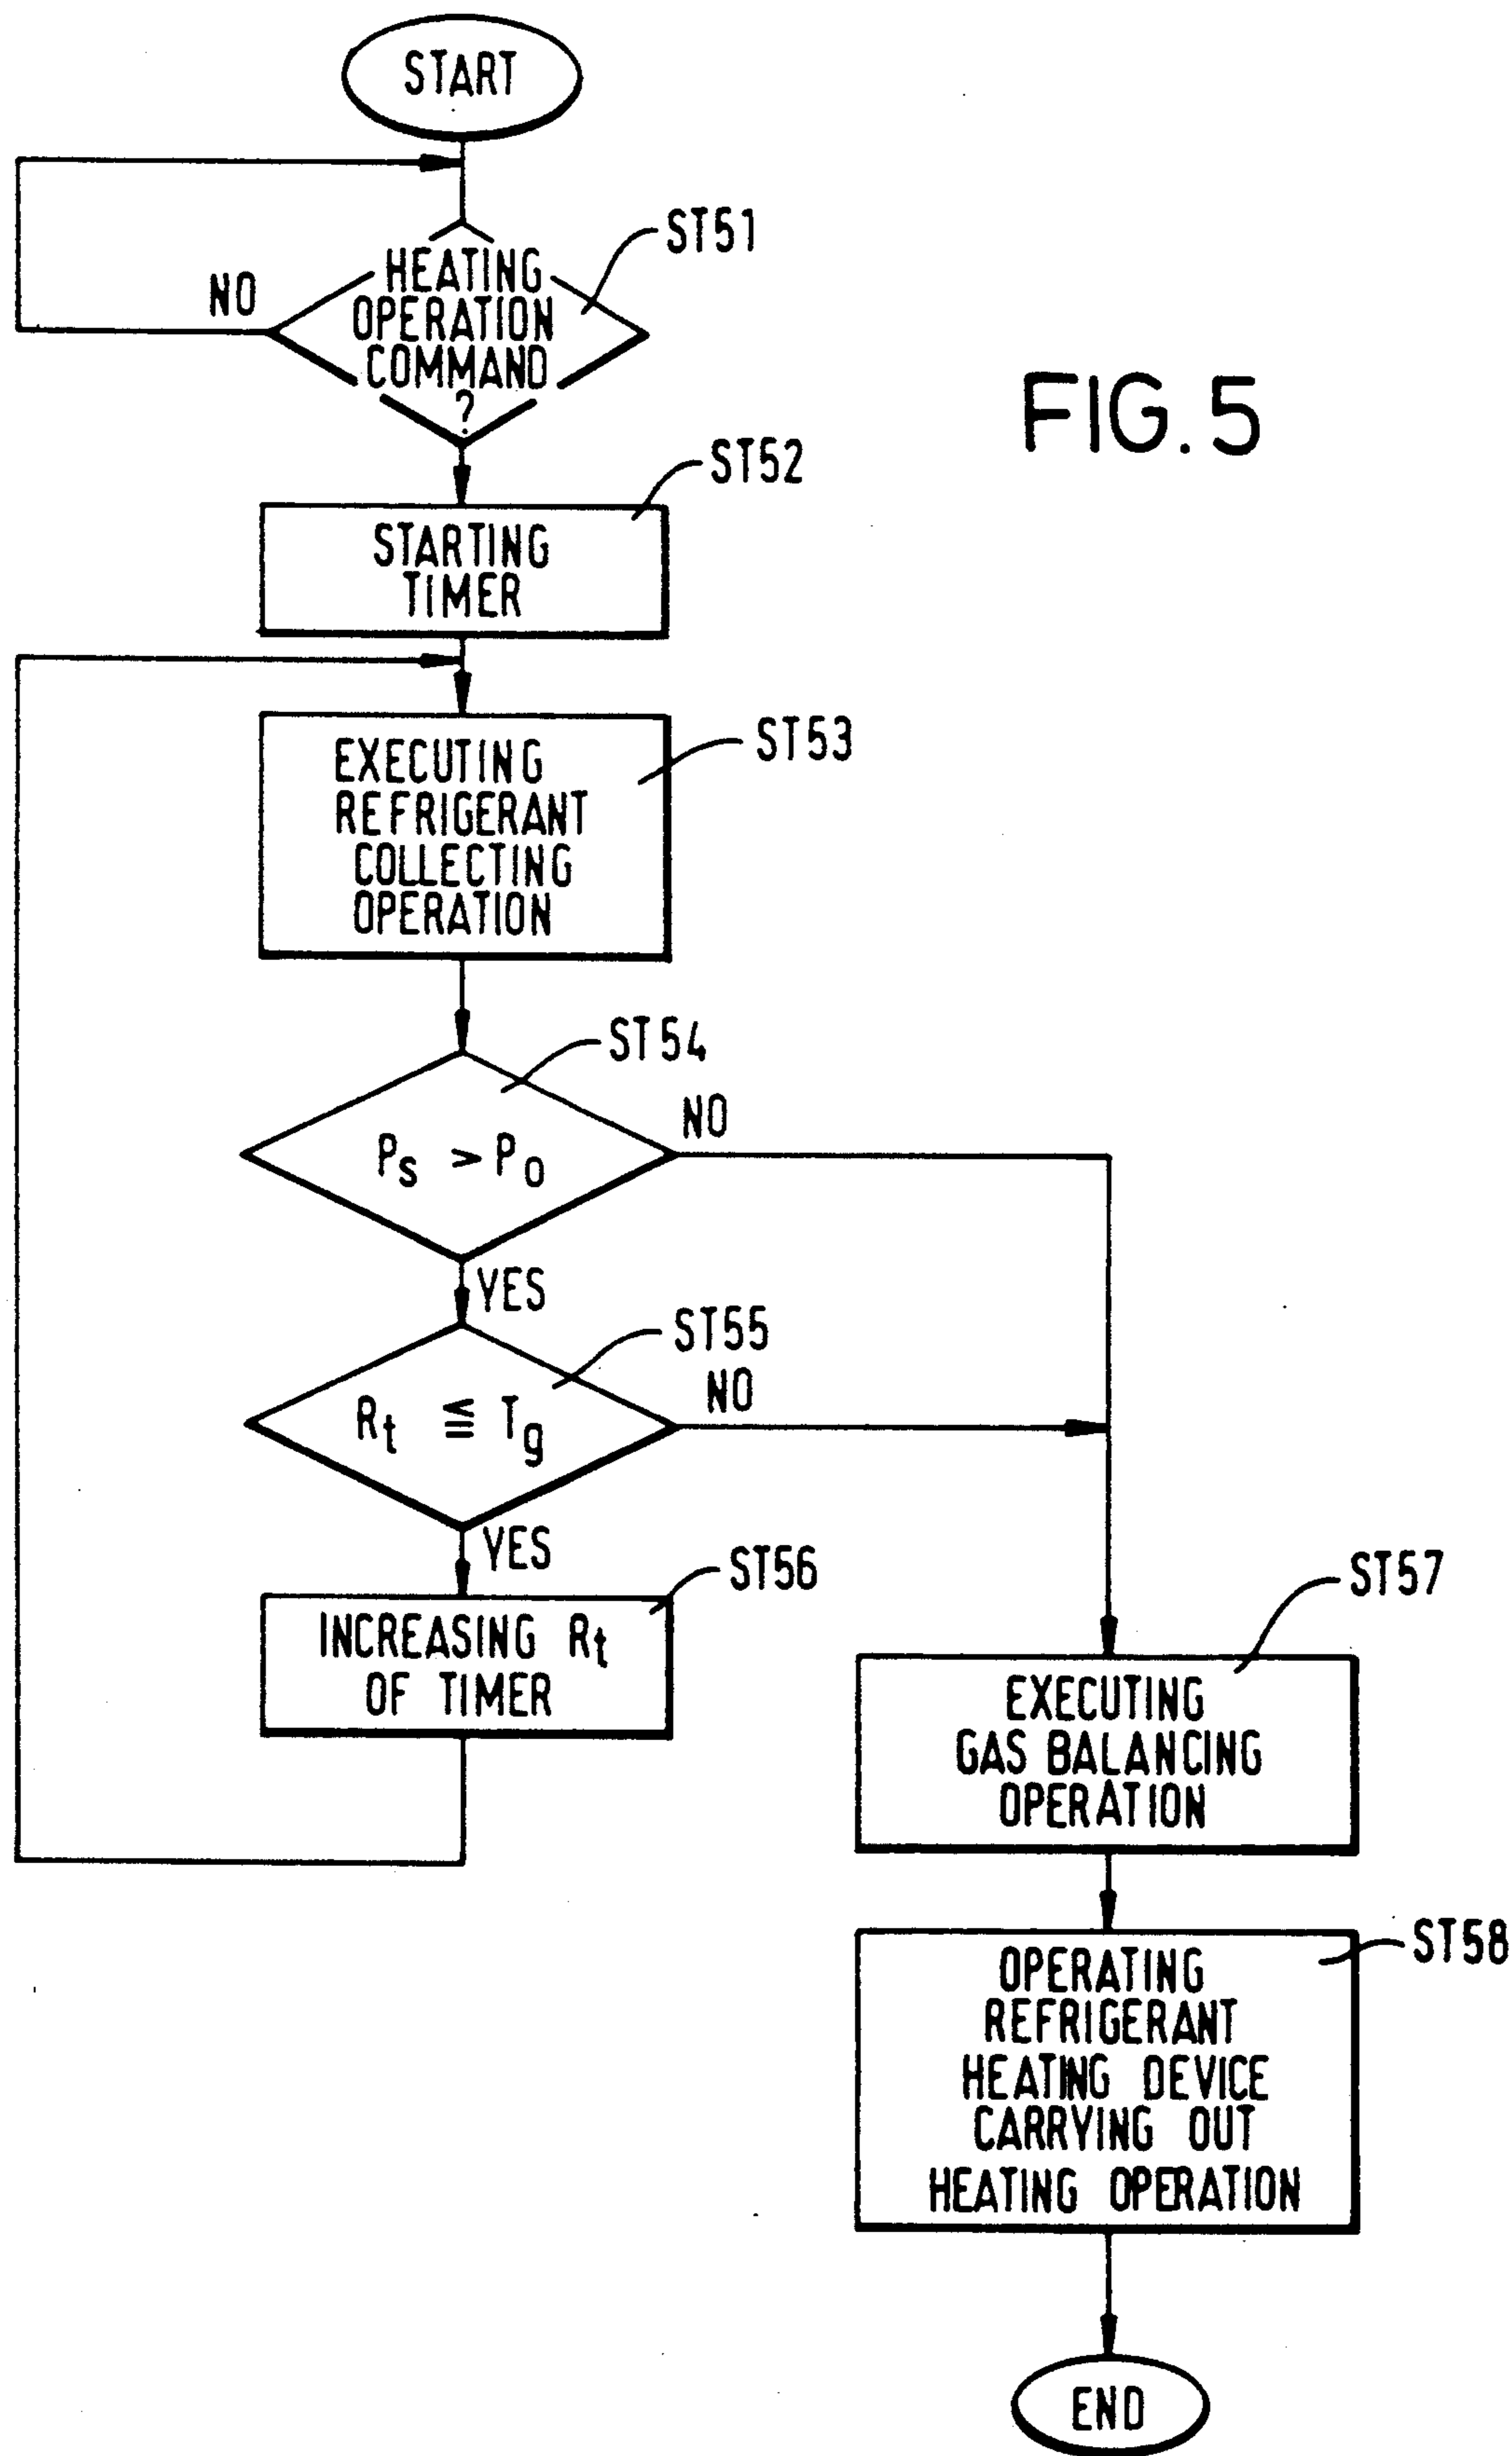 START
ST51
NO
HEATING
OPERATION
COMMAND
?
FIG. 5
ST52
STARTING
TIMER
ST53
EXECUTING
REFRIGERANT
COLLECTING
OPERATION
ST54
NO
Ps > Po
YES
ST55
NO
Rt ≦ Tg
YES
ST56
INCREASING Rt
OF TIMER
ST57
EXECUTING
GAS BALANCING
OPERATION
ST58
OPERATING
REFRIGERANT
HEATING DEVICE
CARRYING OUT
HEATING OPERATION
END